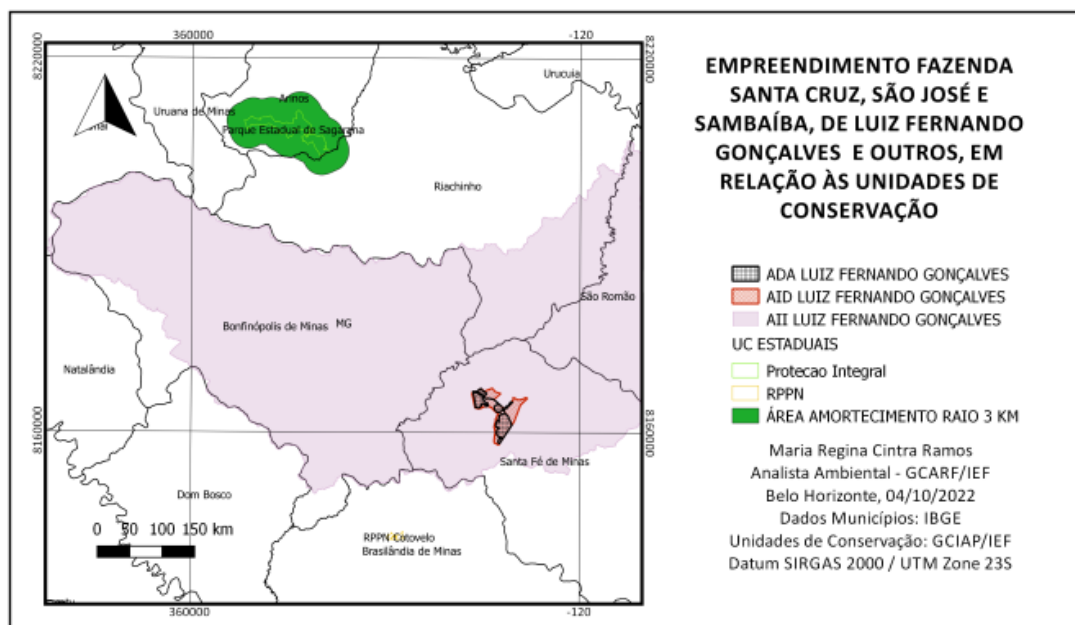 360000
-120
8220000
8220000
Urucuia
Arinos
Uruana de Minas
Parque Estadual de Sagarana
Riachinho
São Romão
Bonfinópolis de Minas MG
Natalândia
8160000
8160000
Santa Fé de Minas
Dom Bosco
0 50 100 150 km
RPPN Cotovelo
Brasilândia de Minas
360000
-120
EMPREENDIMENTO FAZENDA
SANTA CRUZ, SÃO JOSÉ E
SAMBAÍBA, DE LUIZ FERNANDO
GONÇALVES E OUTROS, EM
RELAÇÃO ÀS UNIDADES DE
CONSERVAÇÃO
ADA LUIZ FERNANDO GONÇALVES
AID LUIZ FERNANDO GONÇALVES
AII LUIZ FERNANDO GONÇALVES
UC ESTADUAIS
Protecao Integral
RPPN
ÁREA AMORTECIMENTO RAIO 3 KM
Maria Regina Cintra Ramos
Analista Ambiental - GCARF/IEF
Belo Horizonte, 04/10/2022
Dados Municípios: IBGE
Unidades de Conservação: GCIAP/IEF
Datum SIRGAS 2000 / UTM Zone 23S